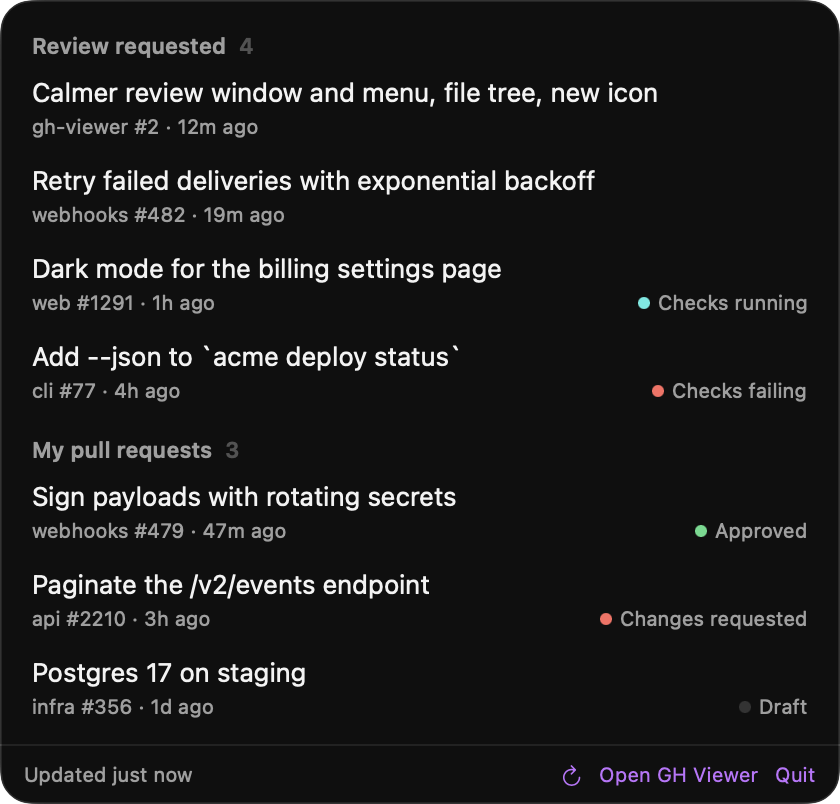 Review requested 4
Calmer review window and menu, file tree, new icon
gh-viewer #2 · 12m ago
Retry failed deliveries with exponential backoff
webhooks #482 · 19m ago
Dark mode for the billing settings page
web #1291 · 1h ago Checks running
Add --json to `acme deploy status`
cli #77 · 4h ago Checks failing
My pull requests 3
Sign payloads with rotating secrets
webhooks #479 · 47m ago Approved
Paginate the /v2/events endpoint
api #2210 · 3h ago Changes requested
Postgres 17 on staging
infra #356 · 1d ago Draft
Updated just now Open GH Viewer Quit